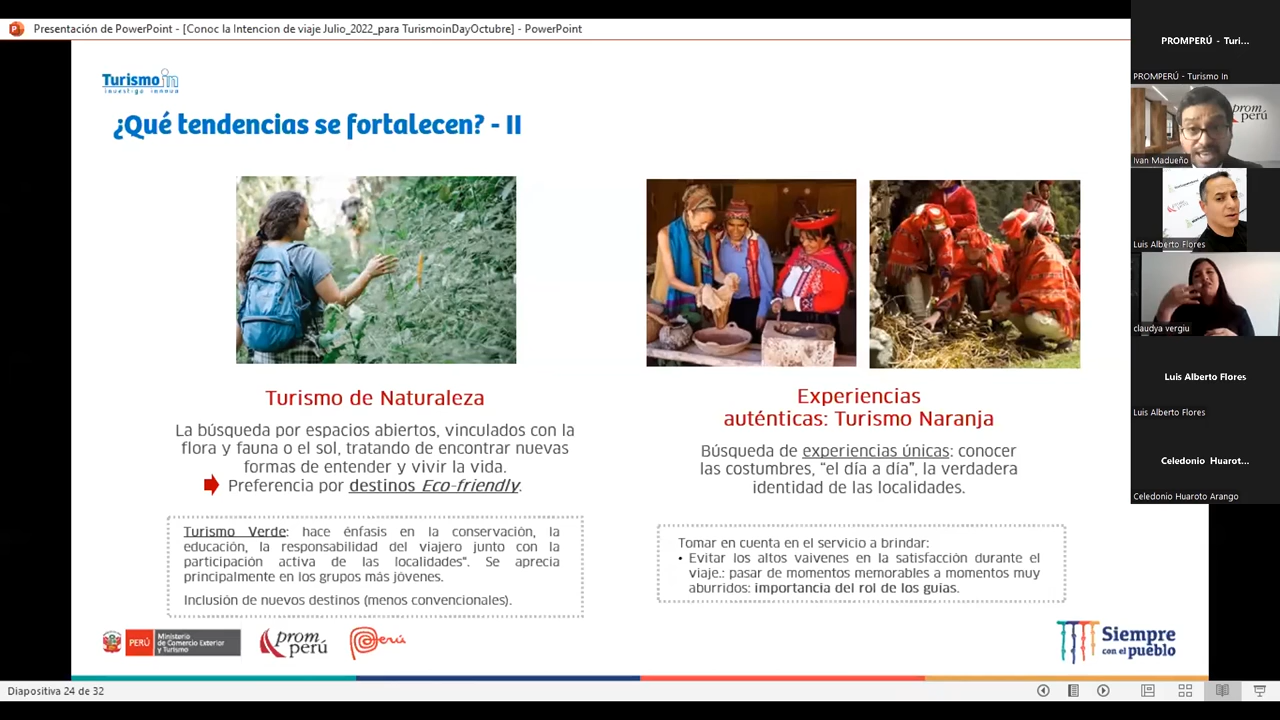 Presentación de PowerPoint - [Conoc la Intencion de viaje Julio_2022_para TurismoinDayOctubre] - PowerPoint
Turismo in
investiga innova
¿Qué tendencias se fortalecen? - II
Turismo de Naturaleza
La búsqueda por espacios abiertos, vinculados con la
flora y fauna o el sol, tratando de encontrar nuevas
formas de entender y vivir la vida.
Preferencia por destinos Eco-friendly.
Turismo Verde: hace énfasis en la conservación, la
educación, la responsabilidad del viajero junto con la
participación activa de las localidades“. Se aprecia
principalmente en los grupos más jóvenes.
Inclusión de nuevos destinos (menos convencionales).
Experiencias
auténticas: Turismo Naranja
Búsqueda de experiencias únicas: conocer
las costumbres, “el día a día”, la verdadera
identidad de las localidades.
Tomar en cuenta en el servicio a brindar:
• Evitar los altos vaivenes en la satisfacción durante el
viaje.: pasar de momentos memorables a momentos muy
aburridos: importancia del rol de los guías.
PERÚ
Ministerio
de Comercio Exterior
y Turismo
prom
perú
Perú
Siempre
con el pueblo
Diapositiva 24 de 32
PROMPERÚ - Turi...
PROMPERÚ - Turismo In
prom
perú
Ivan Madueño
Luis Alberto Flores
claudya vergiu
Luis Alberto Flores
Luis Alberto Flores
Celedonio Huarot...
Celedonio Huaroto Arango